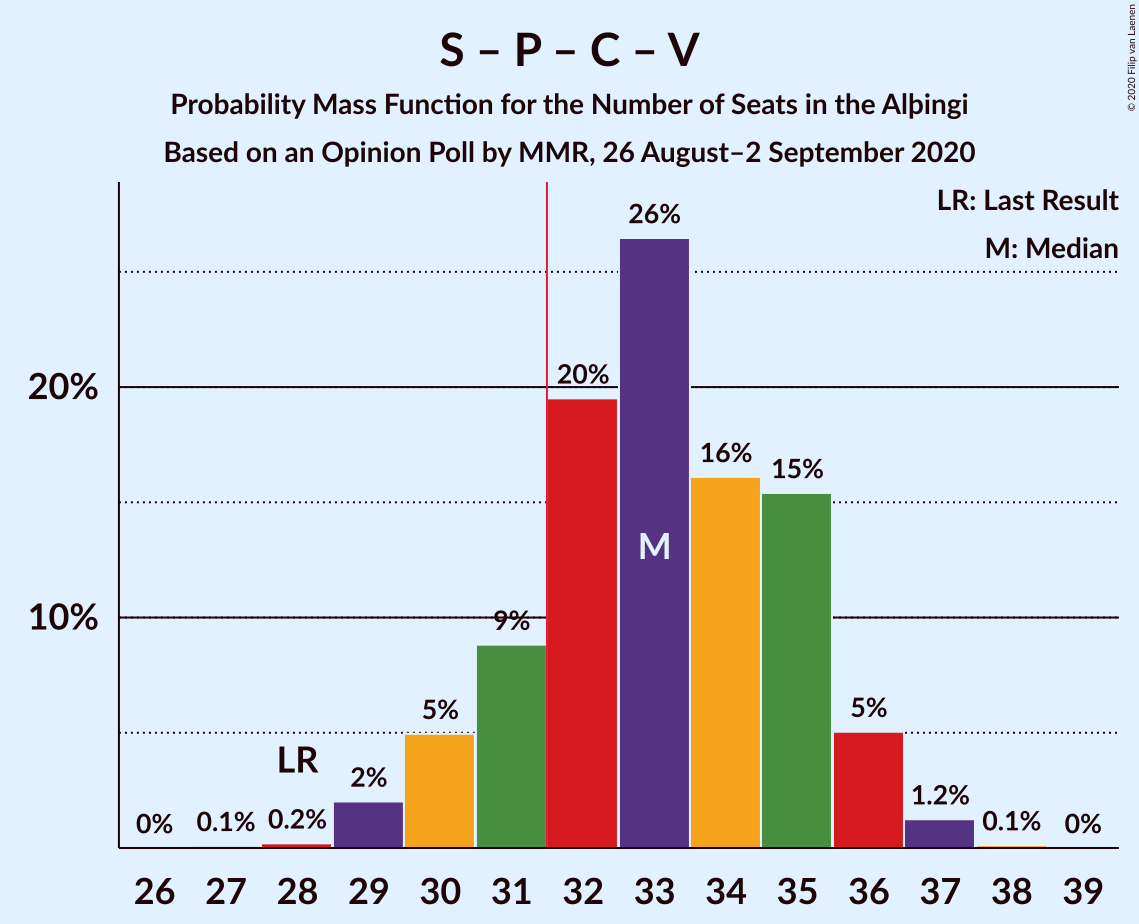 S – P – C – V
Probability Mass Function for the Number of Seats in the Alþingi
Based on an Opinion Poll by MMR, 26 August–2 September 2020
© 2020 Filip van Laenen
LR: Last Result
M: Median
26%
20%
20%
16%
15%
M
10%
9%
5%
5%
LR
2%
1.2%
0%
0.1%
0.2%
0.1%
0%
26 27 28 29 30 31 32 33 34 35 36 37 38 39